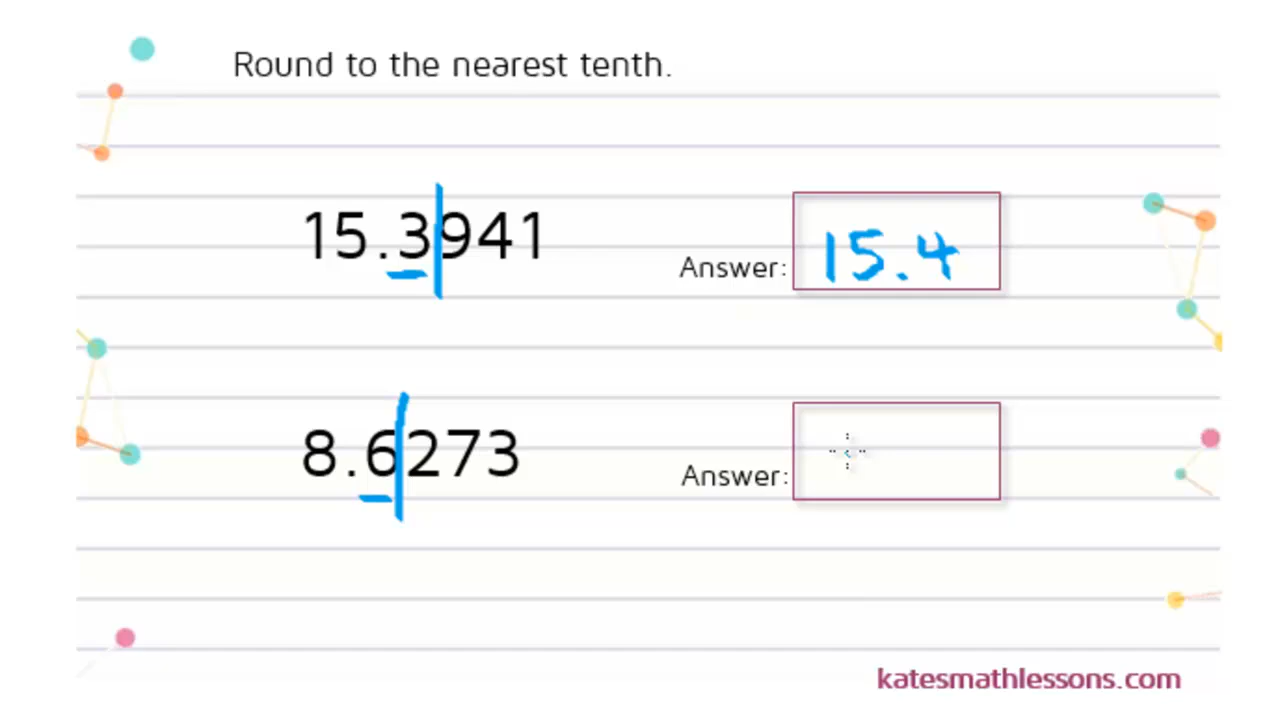 Round to the nearest tenth.
15.3941
Answer: 15.4
8.6273
Answer:
katesmathlessons.com